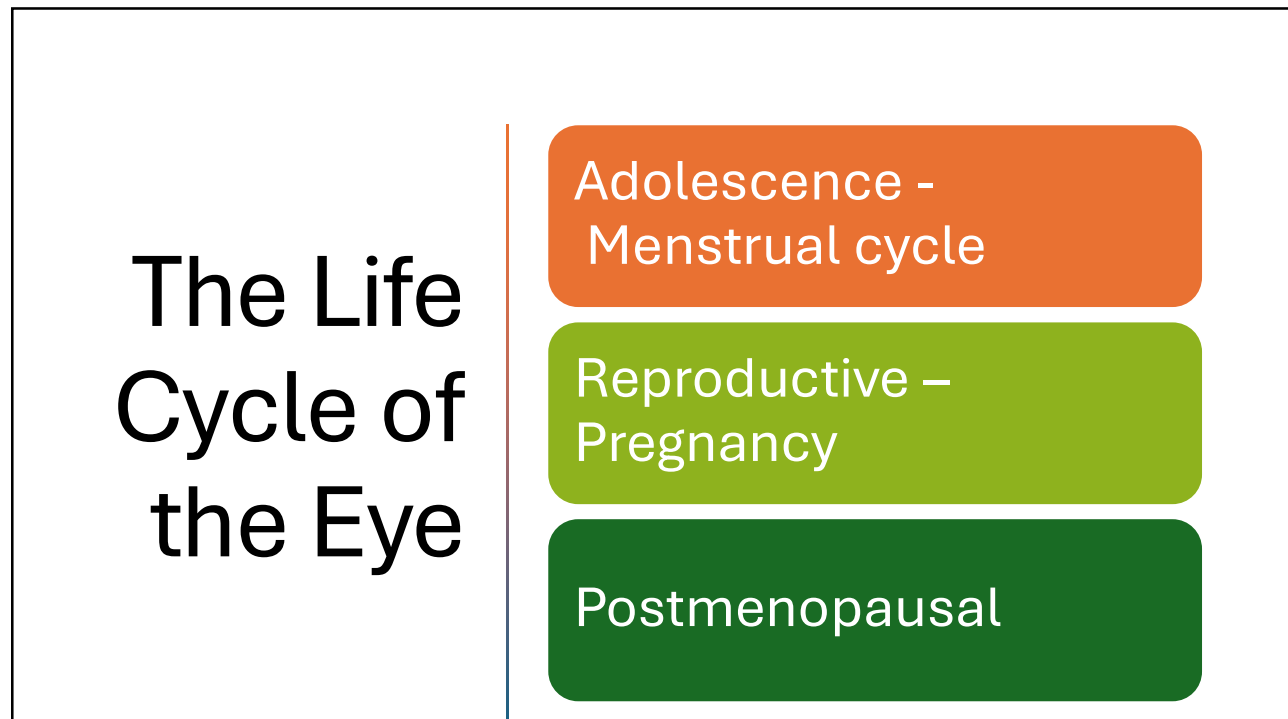 The Life
Cycle of
the Eye
Adolescence -
Menstrual cycle
Reproductive –
Pregnancy
Postmenopausal